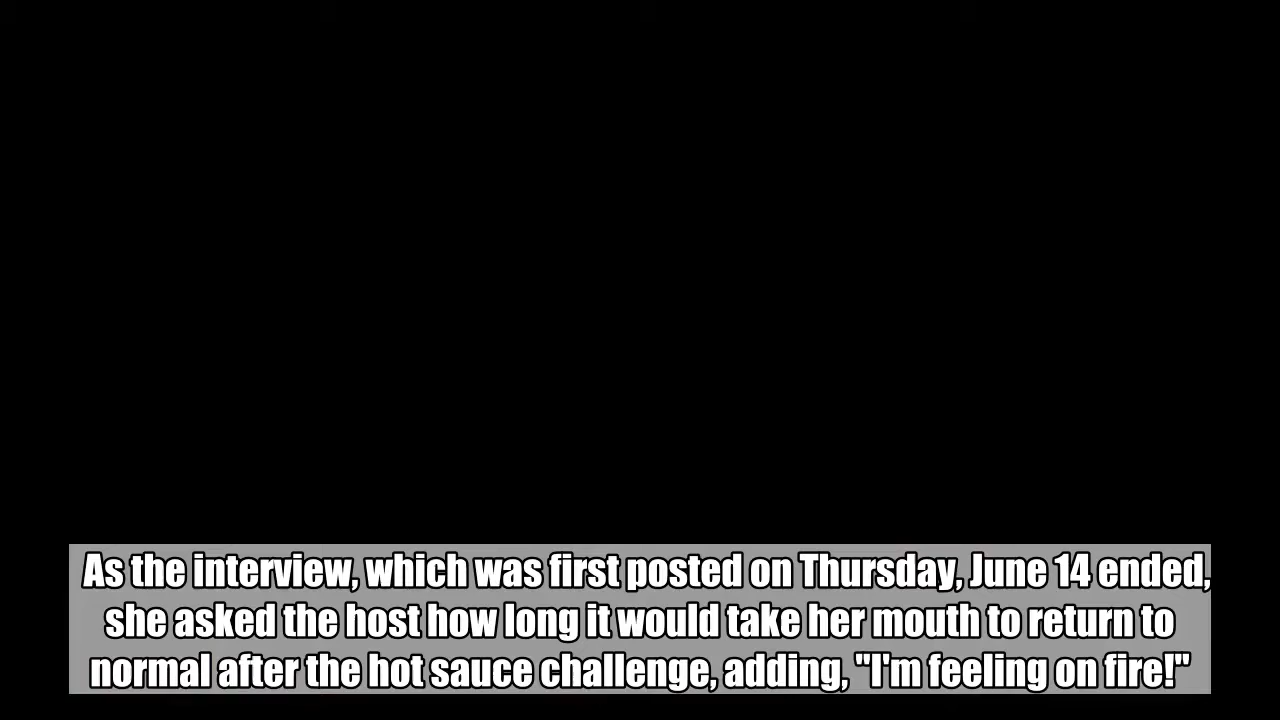 As the interview, which was first posted on Thursday, June 14 ended,
she asked the host how long it would take her mouth to return to
normal after the hot sauce challenge, adding, "I'm feeling on fire!"